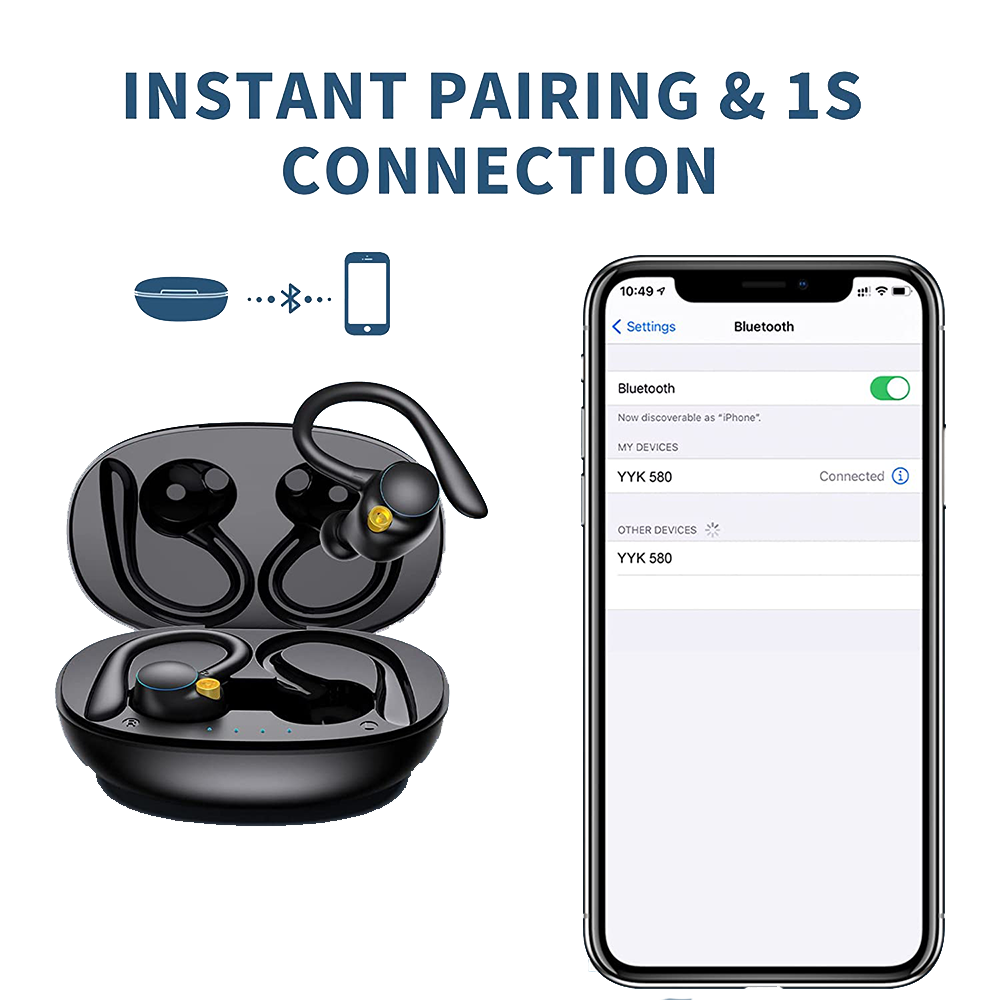 INSTANT PAIRING & 1S
CONNECTION
10:49
Settings
Bluetooth
Bluetooth
Now discoverable as “iPhone”.
MY DEVICES
YYK 580
Connected
OTHER DEVICES
YYK 580